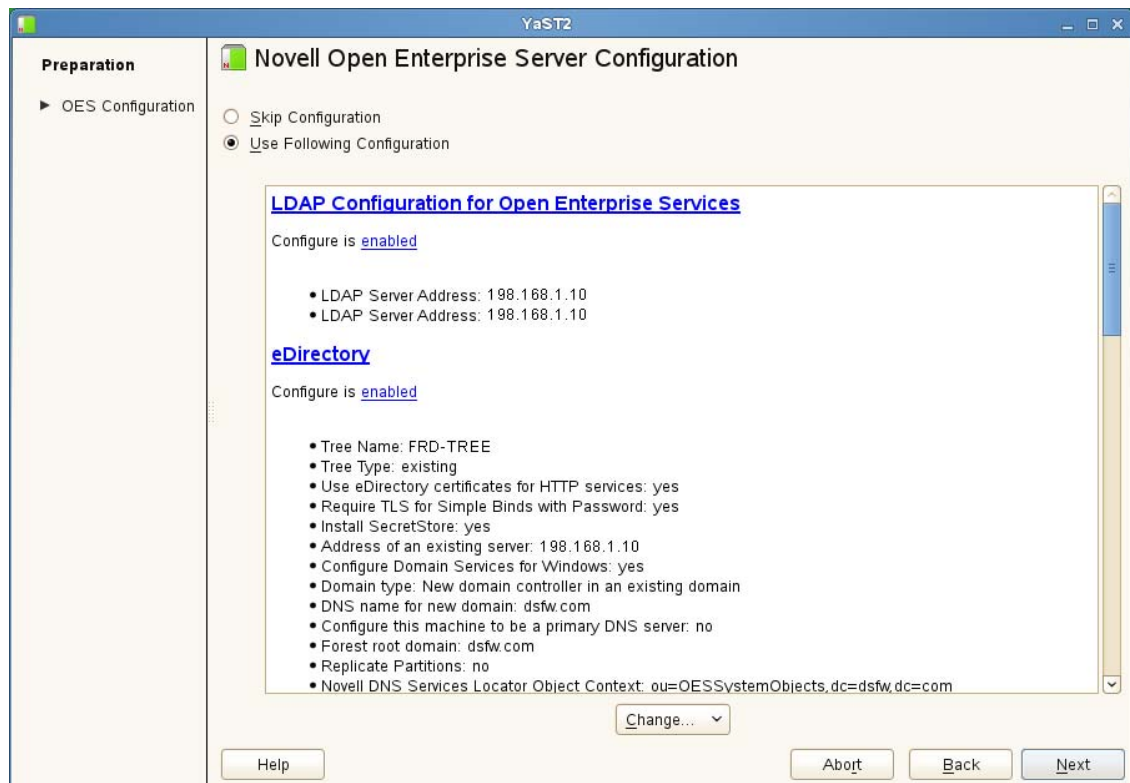 YaST2
Preparation
OES Configuration
Novell Open Enterprise Server Configuration
Skip Configuration
Use Following Configuration
LDAP Configuration for Open Enterprise Services
Configure is enabled
• LDAP Server Address: 198.168.1.10
• LDAP Server Address: 198.168.1.10
eDirectory
Configure is enabled
• Tree Name: FRD-TREE
• Tree Type: existing
• Use eDirectory certificates for HTTP services: yes
• Require TLS for Simple Binds with Password: yes
• Install SecretStore: yes
• Address of an existing server: 198.168.1.10
• Configure Domain Services for Windows: yes
• Domain type: New domain controller in an existing domain
• DNS name for new domain: dsfw.com
• Configure this machine to be a primary DNS server: no
• Forest root domain: dsfw.com
• Replicate Partitions: no
• Novell DNS Services Locator Object Context: ou=OESSystemObjects,dc=dsfw,dc=com
Change...
Help
Abort
Back
Next